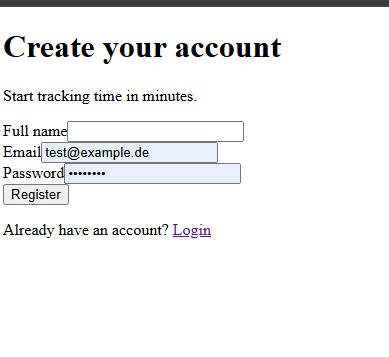 Create your account
Start tracking time in minutes.
Full name
Email test@example.de
Password ••••••••
Register
Already have an account? Login